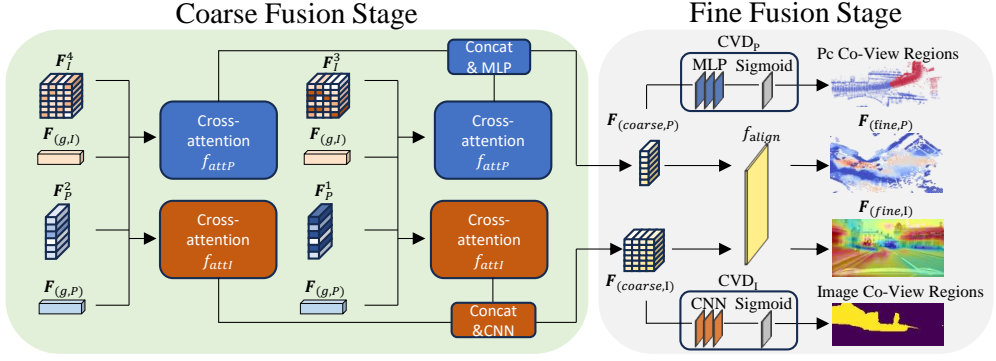 Coarse Fusion Stage
Fine Fusion Stage
F_I^4
F_(g,I)
F_P^2
F_(g,P)
Cross-
attention
f_attP
Cross-
attention
f_attI
F_I^3
F_(g,I)
F_P^1
F_(g,P)
Concat
& MLP
Cross-
attention
f_attP
Cross-
attention
f_attI
Concat
&CNN
CVD_P
MLP Sigmoid
F_(coarse,P)
f_align
F_(coarse,I)
CVD_I
CNN Sigmoid
Pc Co-View Regions
F_(fine,P)
F_(fine,I)
Image Co-View Regions